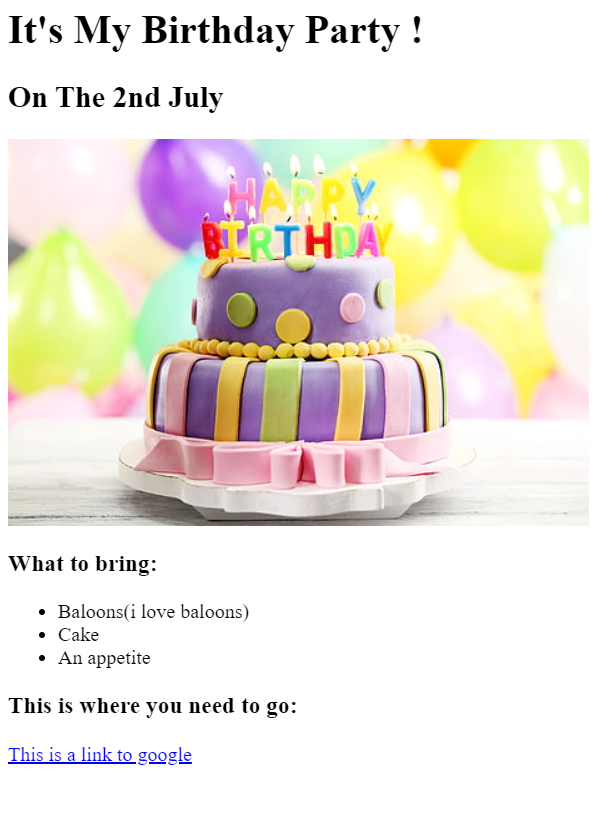 It's My Birthday Party !
On The 2nd July
HAPPY
BIRTHDAY
What to bring:
Baloons(i love baloons)
Cake
An appetite
This is where you need to go:
This is a link to google